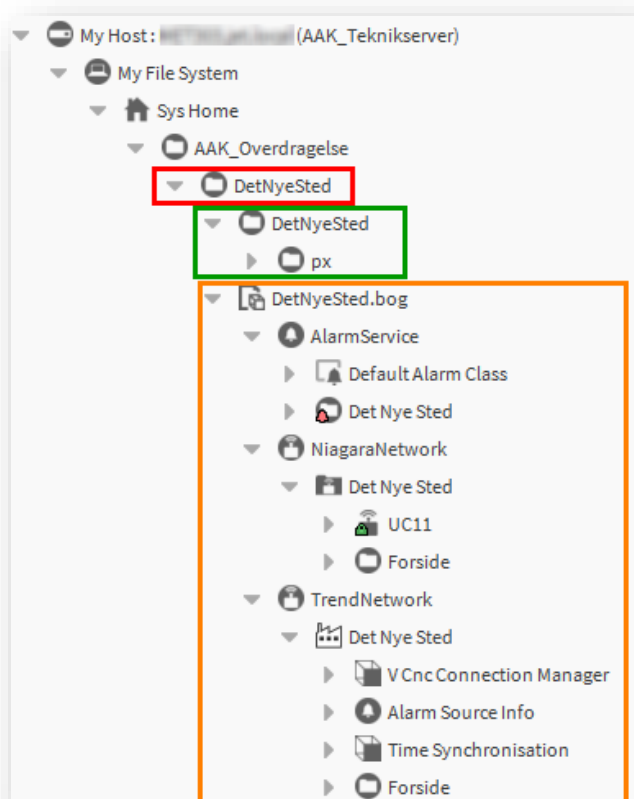 My Host: (AAK_Teknikserver)
My File System
Sys Home
AAK_Overdragelse
DetNyeSted
DetNyeSted
px
DetNyeSted.bog
AlarmService
Default Alarm Class
Det Nye Sted
NiagaraNetwork
Det Nye Sted
UC11
Forside
TrendNetwork
Det Nye Sted
V Cnc Connection Manager
Alarm Source Info
Time Synchronisation
Forside